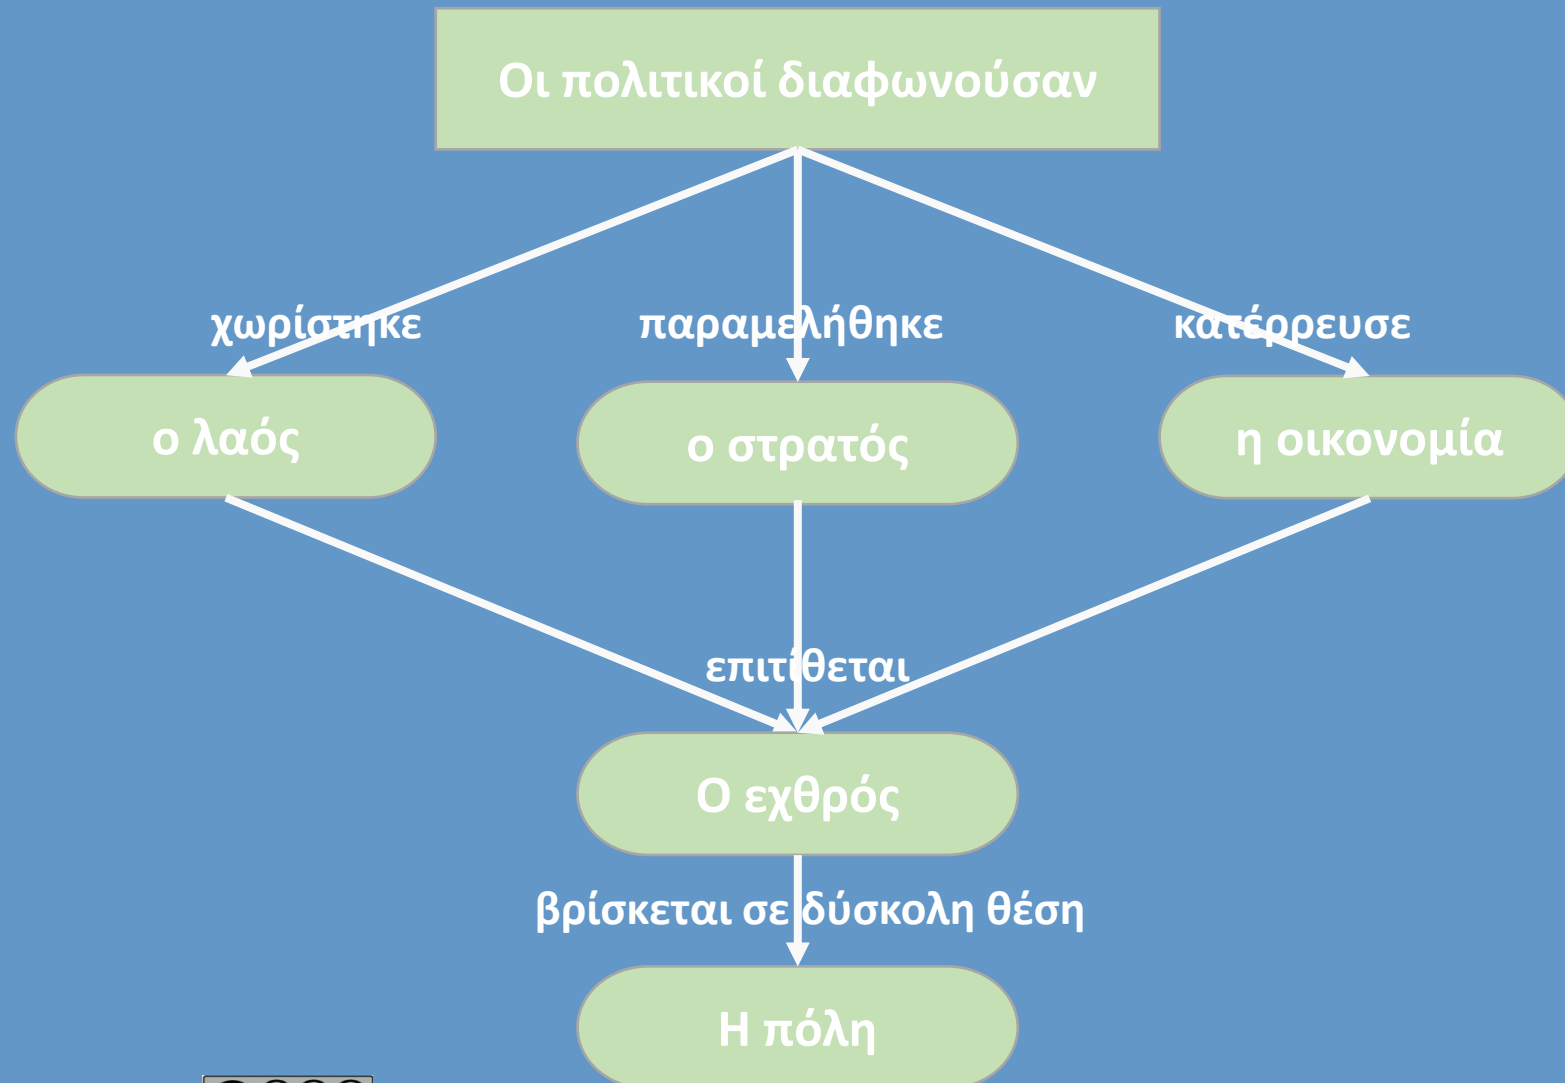 Οι πολιτικοί διαφωνούσαν
χωρίστηκε
παραμελήθηκε
κατέρρευσε
ο λαός
ο στρατός
η οικονομία
επιτίθεται
Ο εχθρός
βρίσκεται σε δύσκολη θέση
Η πόλη